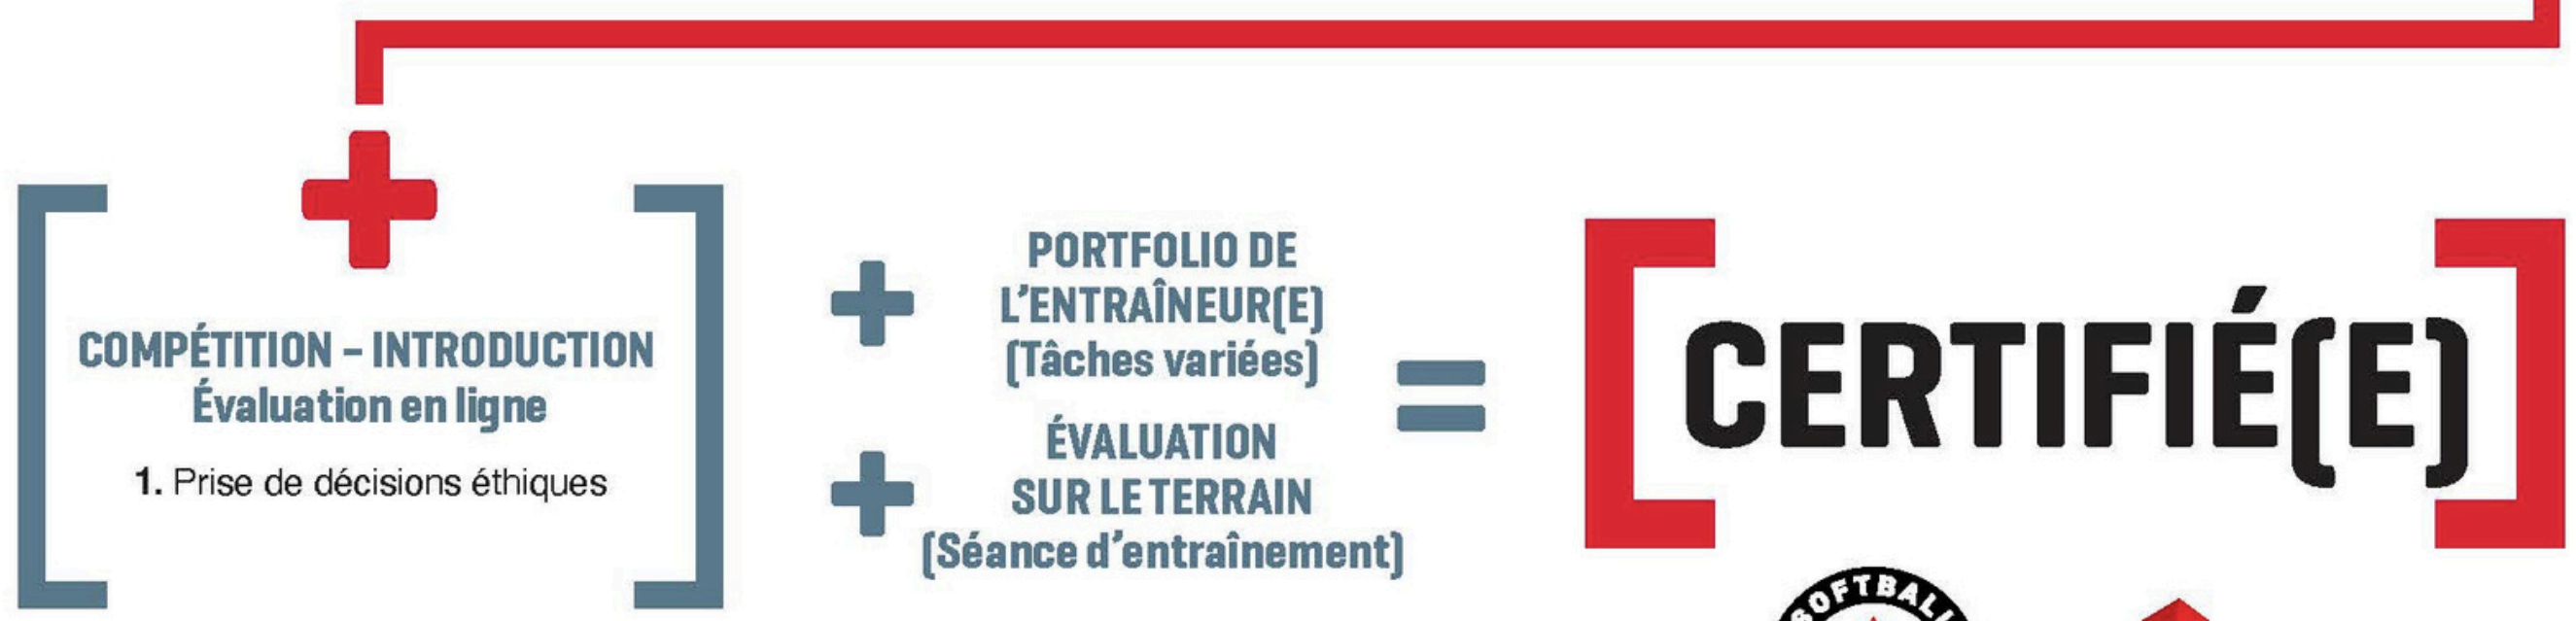 COMPÉTITION – INTRODUCTION
Évaluation en ligne
1. Prise de décisions éthiques
PORTFOLIO DE
L'ENTRAÎNEUR(E)
(Tâches variées)
ÉVALUATION
SUR LE TERRAIN
(Séance d'entraînement)
CERTIFIÉ(E)
SOFTBALL